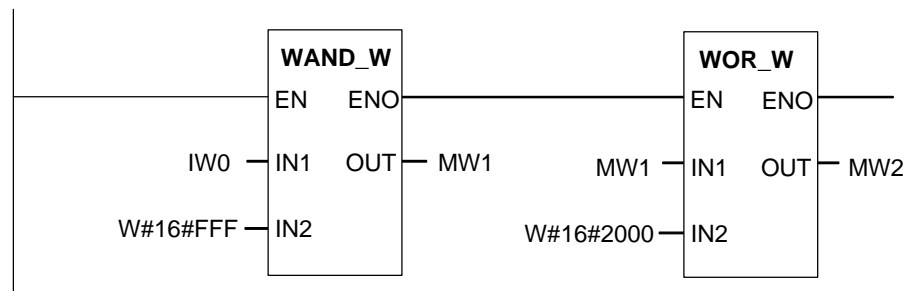 WAND_W
EN ENO
IW0 IN1 OUT MW1
W#16#FFF IN2
WOR_W
EN ENO
MW1 IN1 OUT MW2
W#16#2000 IN2